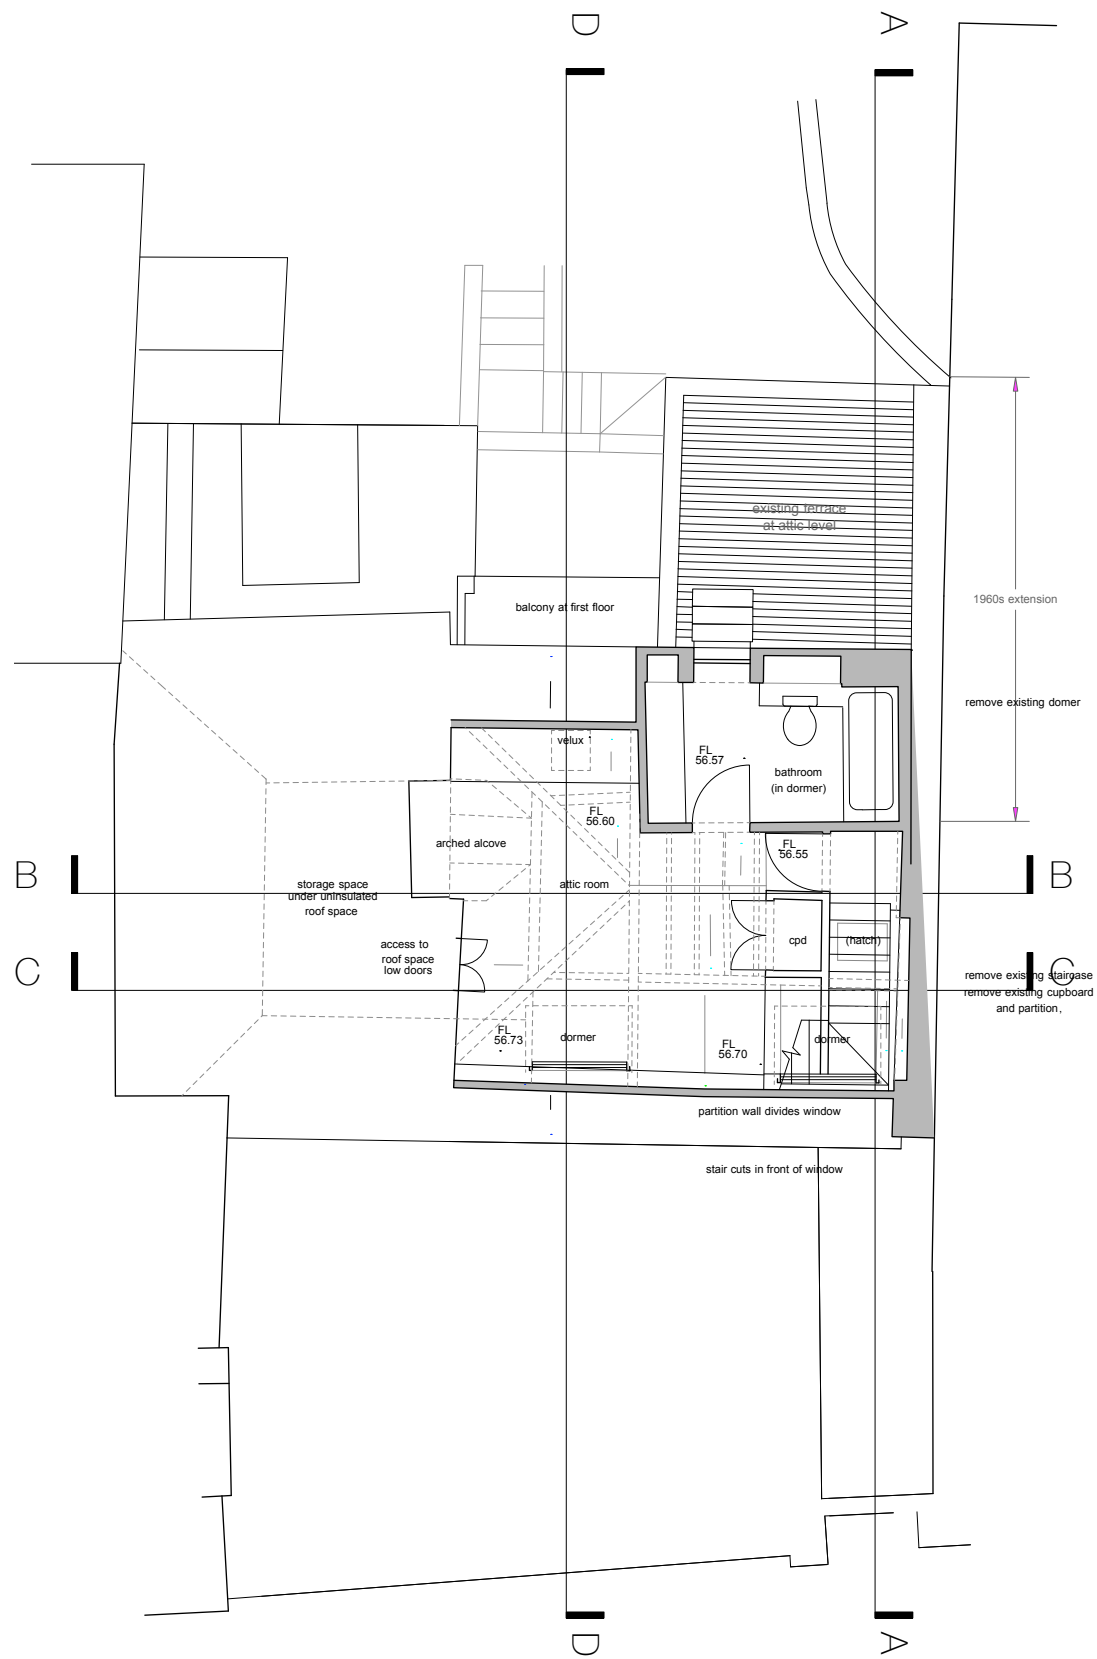 D
A
existing terrace
at attic level
1960s extension
balcony at first floor
remove existing domer
velux
FL
56.57
bathroom
(in dormer)
FL
56.60
arched alcove
FL
56.55
B
B
storage space
under uninsulated
roof space
attic room
access to
roof space
low doors
cpd
(hatch)
C
C
remove existing staircase
remove existing cupboard
and partition,
FL
56.73
dormer
FL
56.70
dormer
partition wall divides window
stair cuts in front of window
D
A